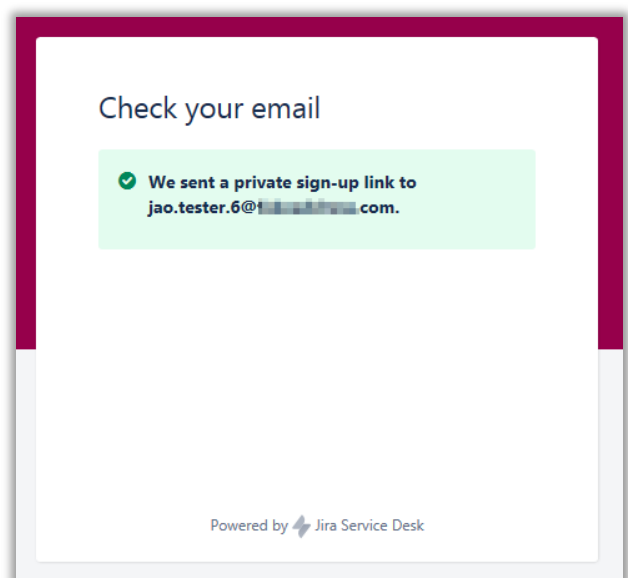 Check your email
We sent a private sign-up link to
jao.tester.6@ .com.
Powered by Jira Service Desk